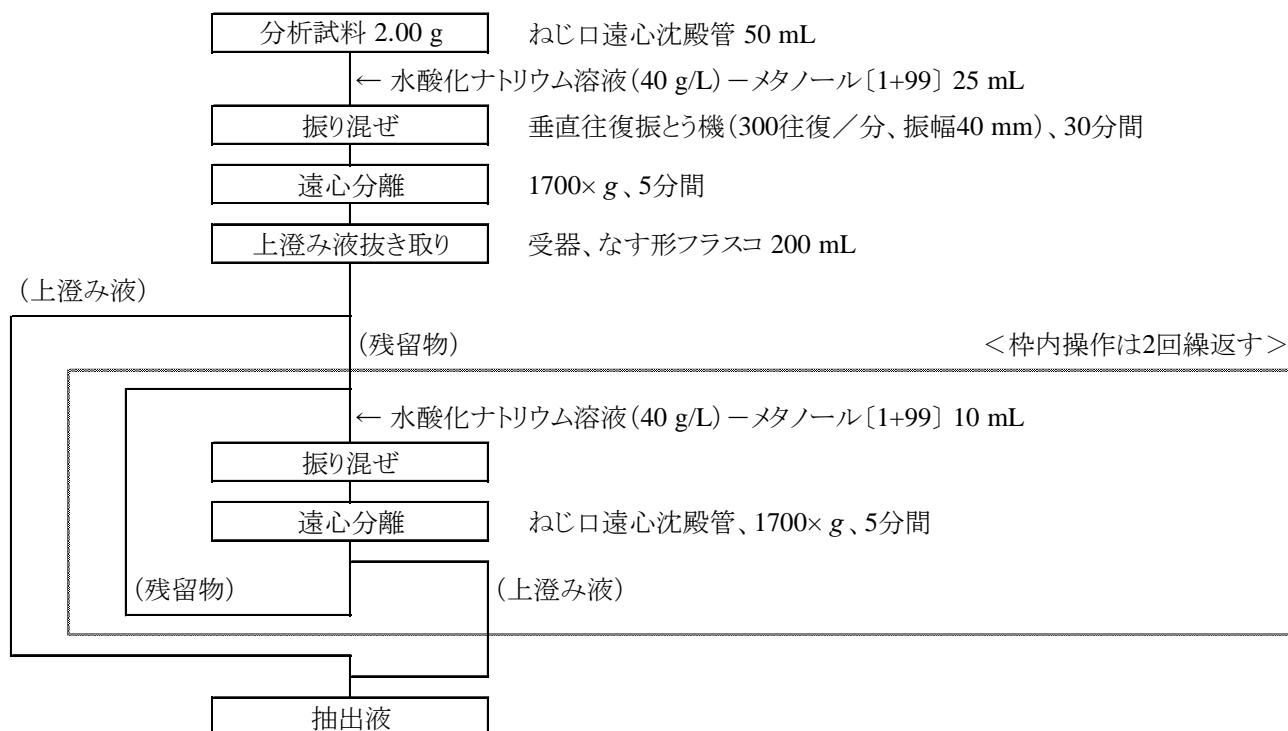 分析試料 2.00 g ねじ口遠心沈殿管 50 mL
← 水酸化ナトリウム溶液(40 g/L)-メタノール〔1+99〕 25 mL
振り混ぜ 垂直往復振とう機(300往復/分、振幅40 mm)、30分間
遠心分離 1700× g 、5分間
上澄み液抜き取り 受器、なす形フラスコ 200 mL
(上澄み液)
(残留物) <枠内操作は2回繰返す>
← 水酸化ナトリウム溶液(40 g/L)-メタノール〔1+99〕 10 mL
振り混ぜ
遠心分離 ねじ口遠心沈殿管、1700× g 、5分間
(残留物) (上澄み液)
抽出液